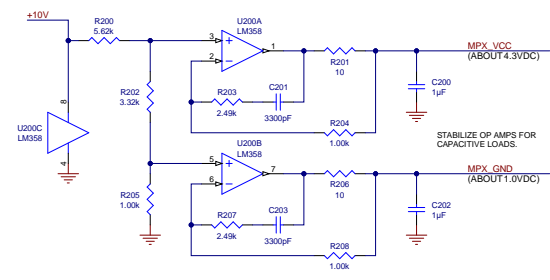 +10V
R200
5.62k
U200A
LM358
3
2
1
R201
10
MPX_VCC
(ABOUT 4.3VDC)
R202
3.32k
R203
2.49k
C201
3300pF
C200
1µF
8
U200C
LM358
4
R204
1.00k
STABILIZE OP AMPS FOR
CAPACITIVE LOADS.
U200B
LM358
5
6
7
R206
10
MPX_GND
(ABOUT 1.0VDC)
R205
1.00k
R207
2.49k
C203
3300pF
C202
1µF
R208
1.00k